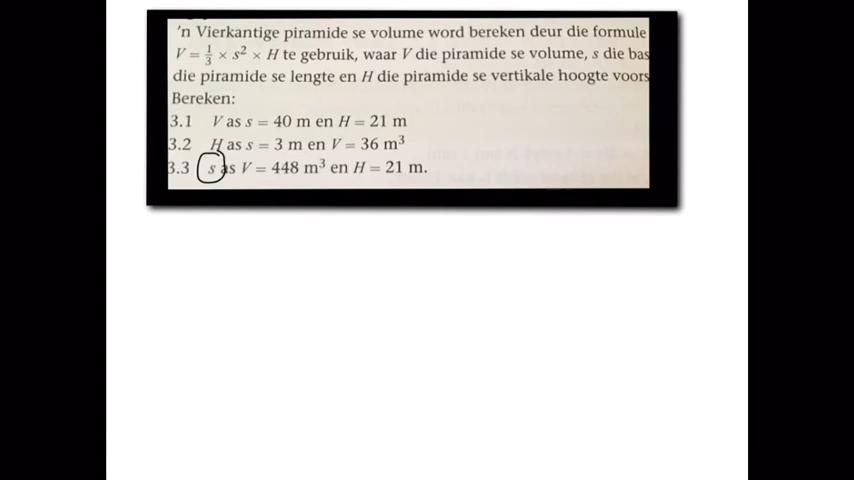 'n Vierkantige piramide se volume word bereken deur die formule
V = 1/3 × s² × H te gebruik, waar V die piramide se volume, s die bas
die piramide se lengte en H die piramide se vertikale hoogte voors
Bereken:
3.1 V as s = 40 m en H = 21 m
3.2 H as s = 3 m en V = 36 m³
3.3 s as V = 448 m³ en H = 21 m.